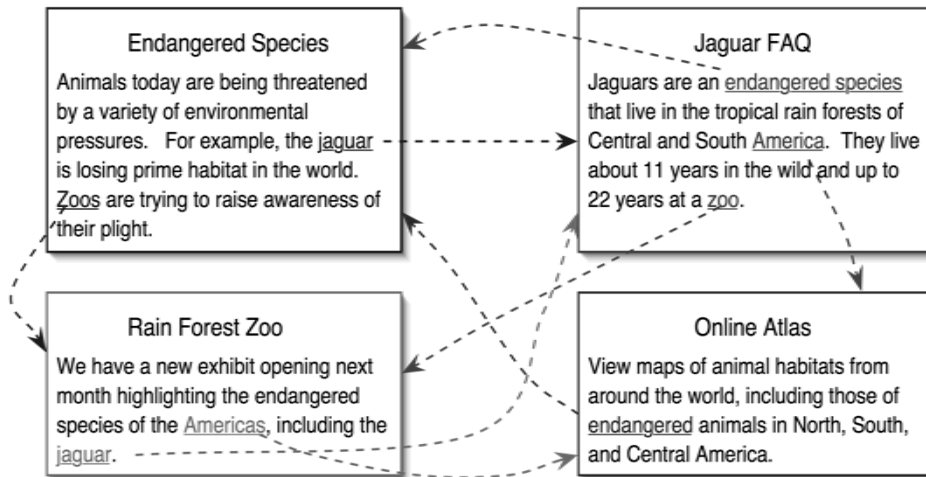 Endangered Species
Animals today are being threatened
by a variety of environmental
pressures. For example, the jaguar
is losing prime habitat in the world.
Zoos are trying to raise awareness of
their plight.
Jaguar FAQ
Jaguars are an endangered species
that live in the tropical rain forests of
Central and South America. They live
about 11 years in the wild and up to
22 years at a zoo.
Rain Forest Zoo
We have a new exhibit opening next
month highlighting the endangered
species of the Americas, including the
jaguar.
Online Atlas
View maps of animal habitats from
around the world, including those of
endangered animals in North, South,
and Central America.